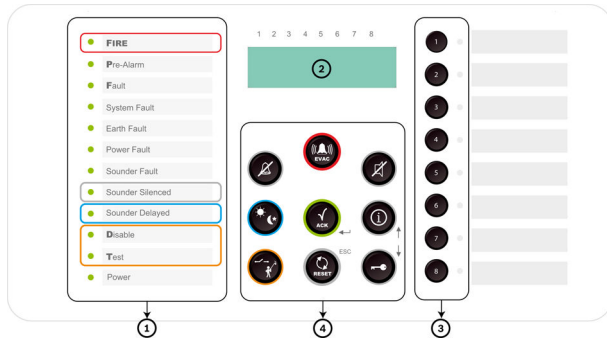 FIRE
Pre-Alarm
Fault
System Fault
Earth Fault
Power Fault
Sounder Fault
Sounder Silenced
Sounder Delayed
Disable
Test
Power
1
1 2 3 4 5 6 7 8
2
EVAC
ACK
ESC
RESET
4
1
2
3
4
5
6
7
8
3